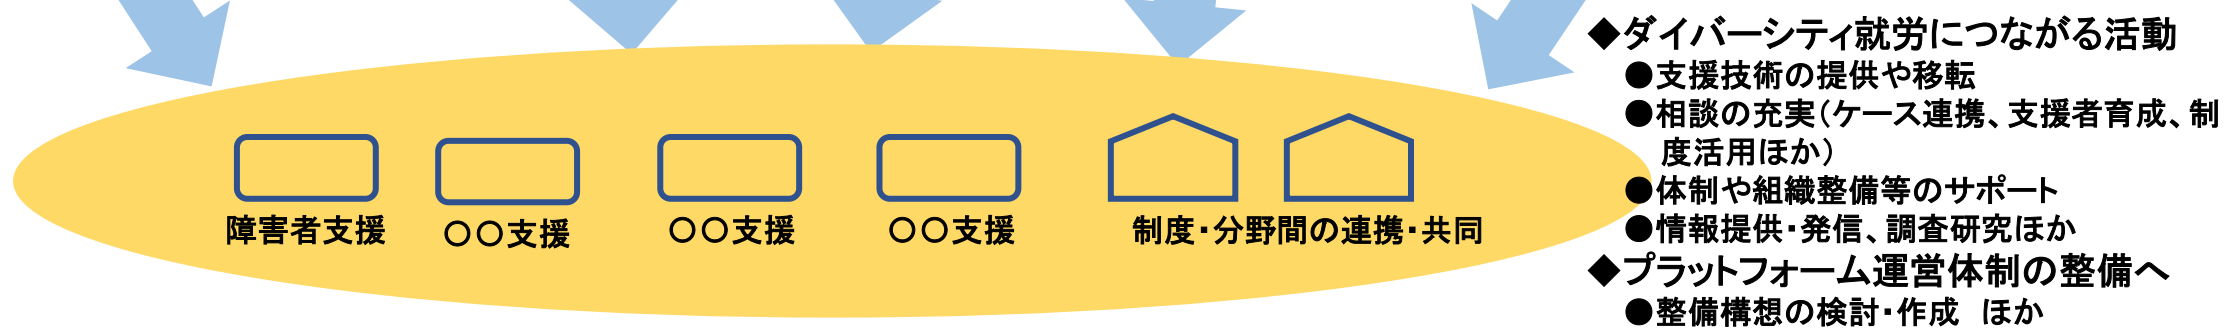 障害者支援
〇〇支援
〇〇支援
〇〇支援
制度・分野間の連携・共同
◆ダイバーシティ就労につながる活動
●支援技術の提供や移転
●相談の充実（ケース連携、支援者育成、制
度活用ほか）
●体制や組織整備等のサポート
●情報提供・発信、調査研究ほか
◆プラットフォーム運営体制の整備へ
●整備構想の検討・作成　ほか